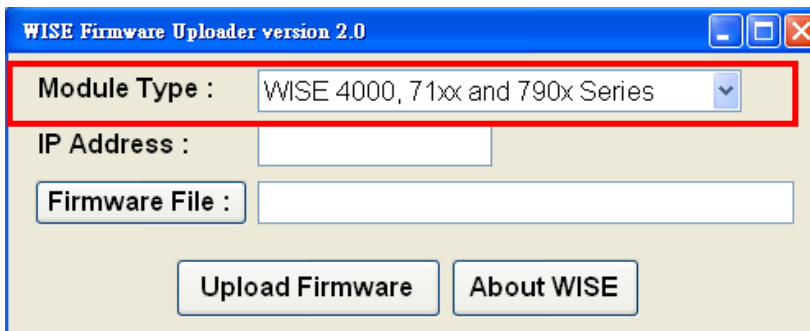 WISE Firmware Uploader version 2.0
Module Type : WISE 4000, 71xx and 790x Series
IP Address :
Firmware File :
Upload Firmware About WISE